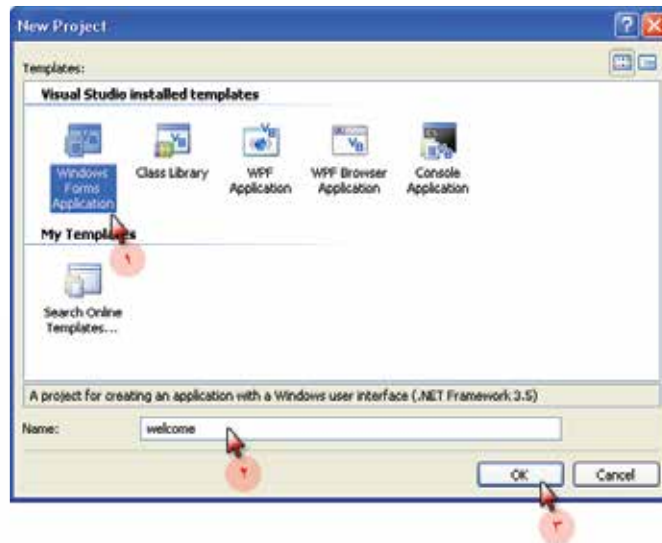 New Project
Templates:
Visual Studio installed templates
Windows Forms Application
Class Library
WPF Application
WPF Browser Application
Console Application
My Templates
١
Search Online Templates...
A project for creating an application with a Windows user interface (.NET Framework 3.5)
Name:
welcome
٢
OK
Cancel
٣